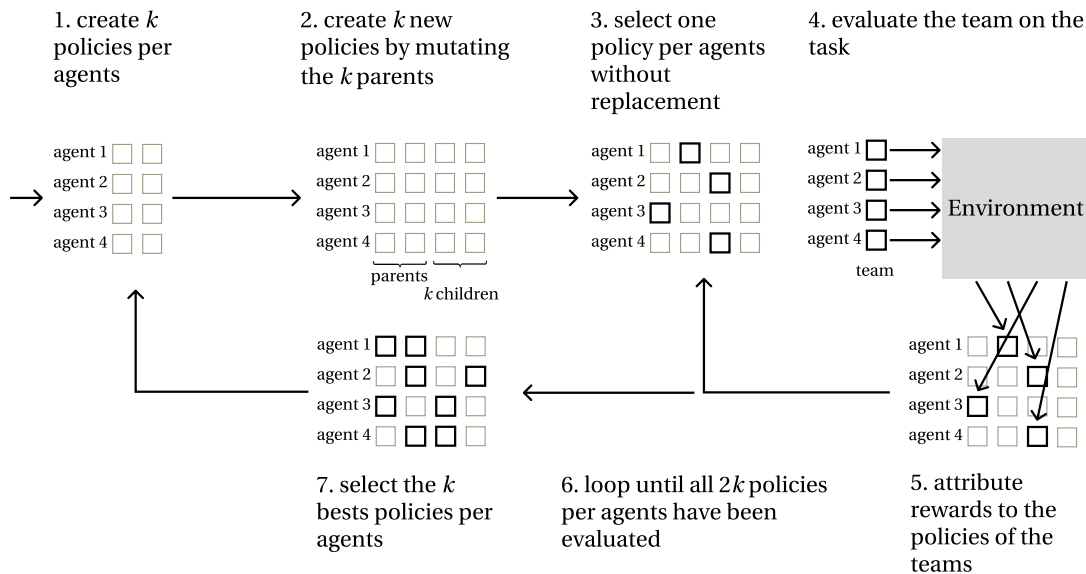 1. create k
policies per
agents
2. create k new
policies by mutating
the k parents
3. select one
policy per agents
without
replacement
4. evaluate the team on the
task
agent 1
agent 2
agent 3
agent 4
agent 1
agent 2
agent 3
agent 4
parents
k children
agent 1
agent 2
agent 3
agent 4
agent 1
agent 2
agent 3
agent 4
team
Environment
agent 1
agent 2
agent 3
agent 4
7. select the k
bests policies per
agents
6. loop until all 2k policies
per agents have been
evaluated
agent 1
agent 2
agent 3
agent 4
5. attribute
rewards to the
policies of the
teams